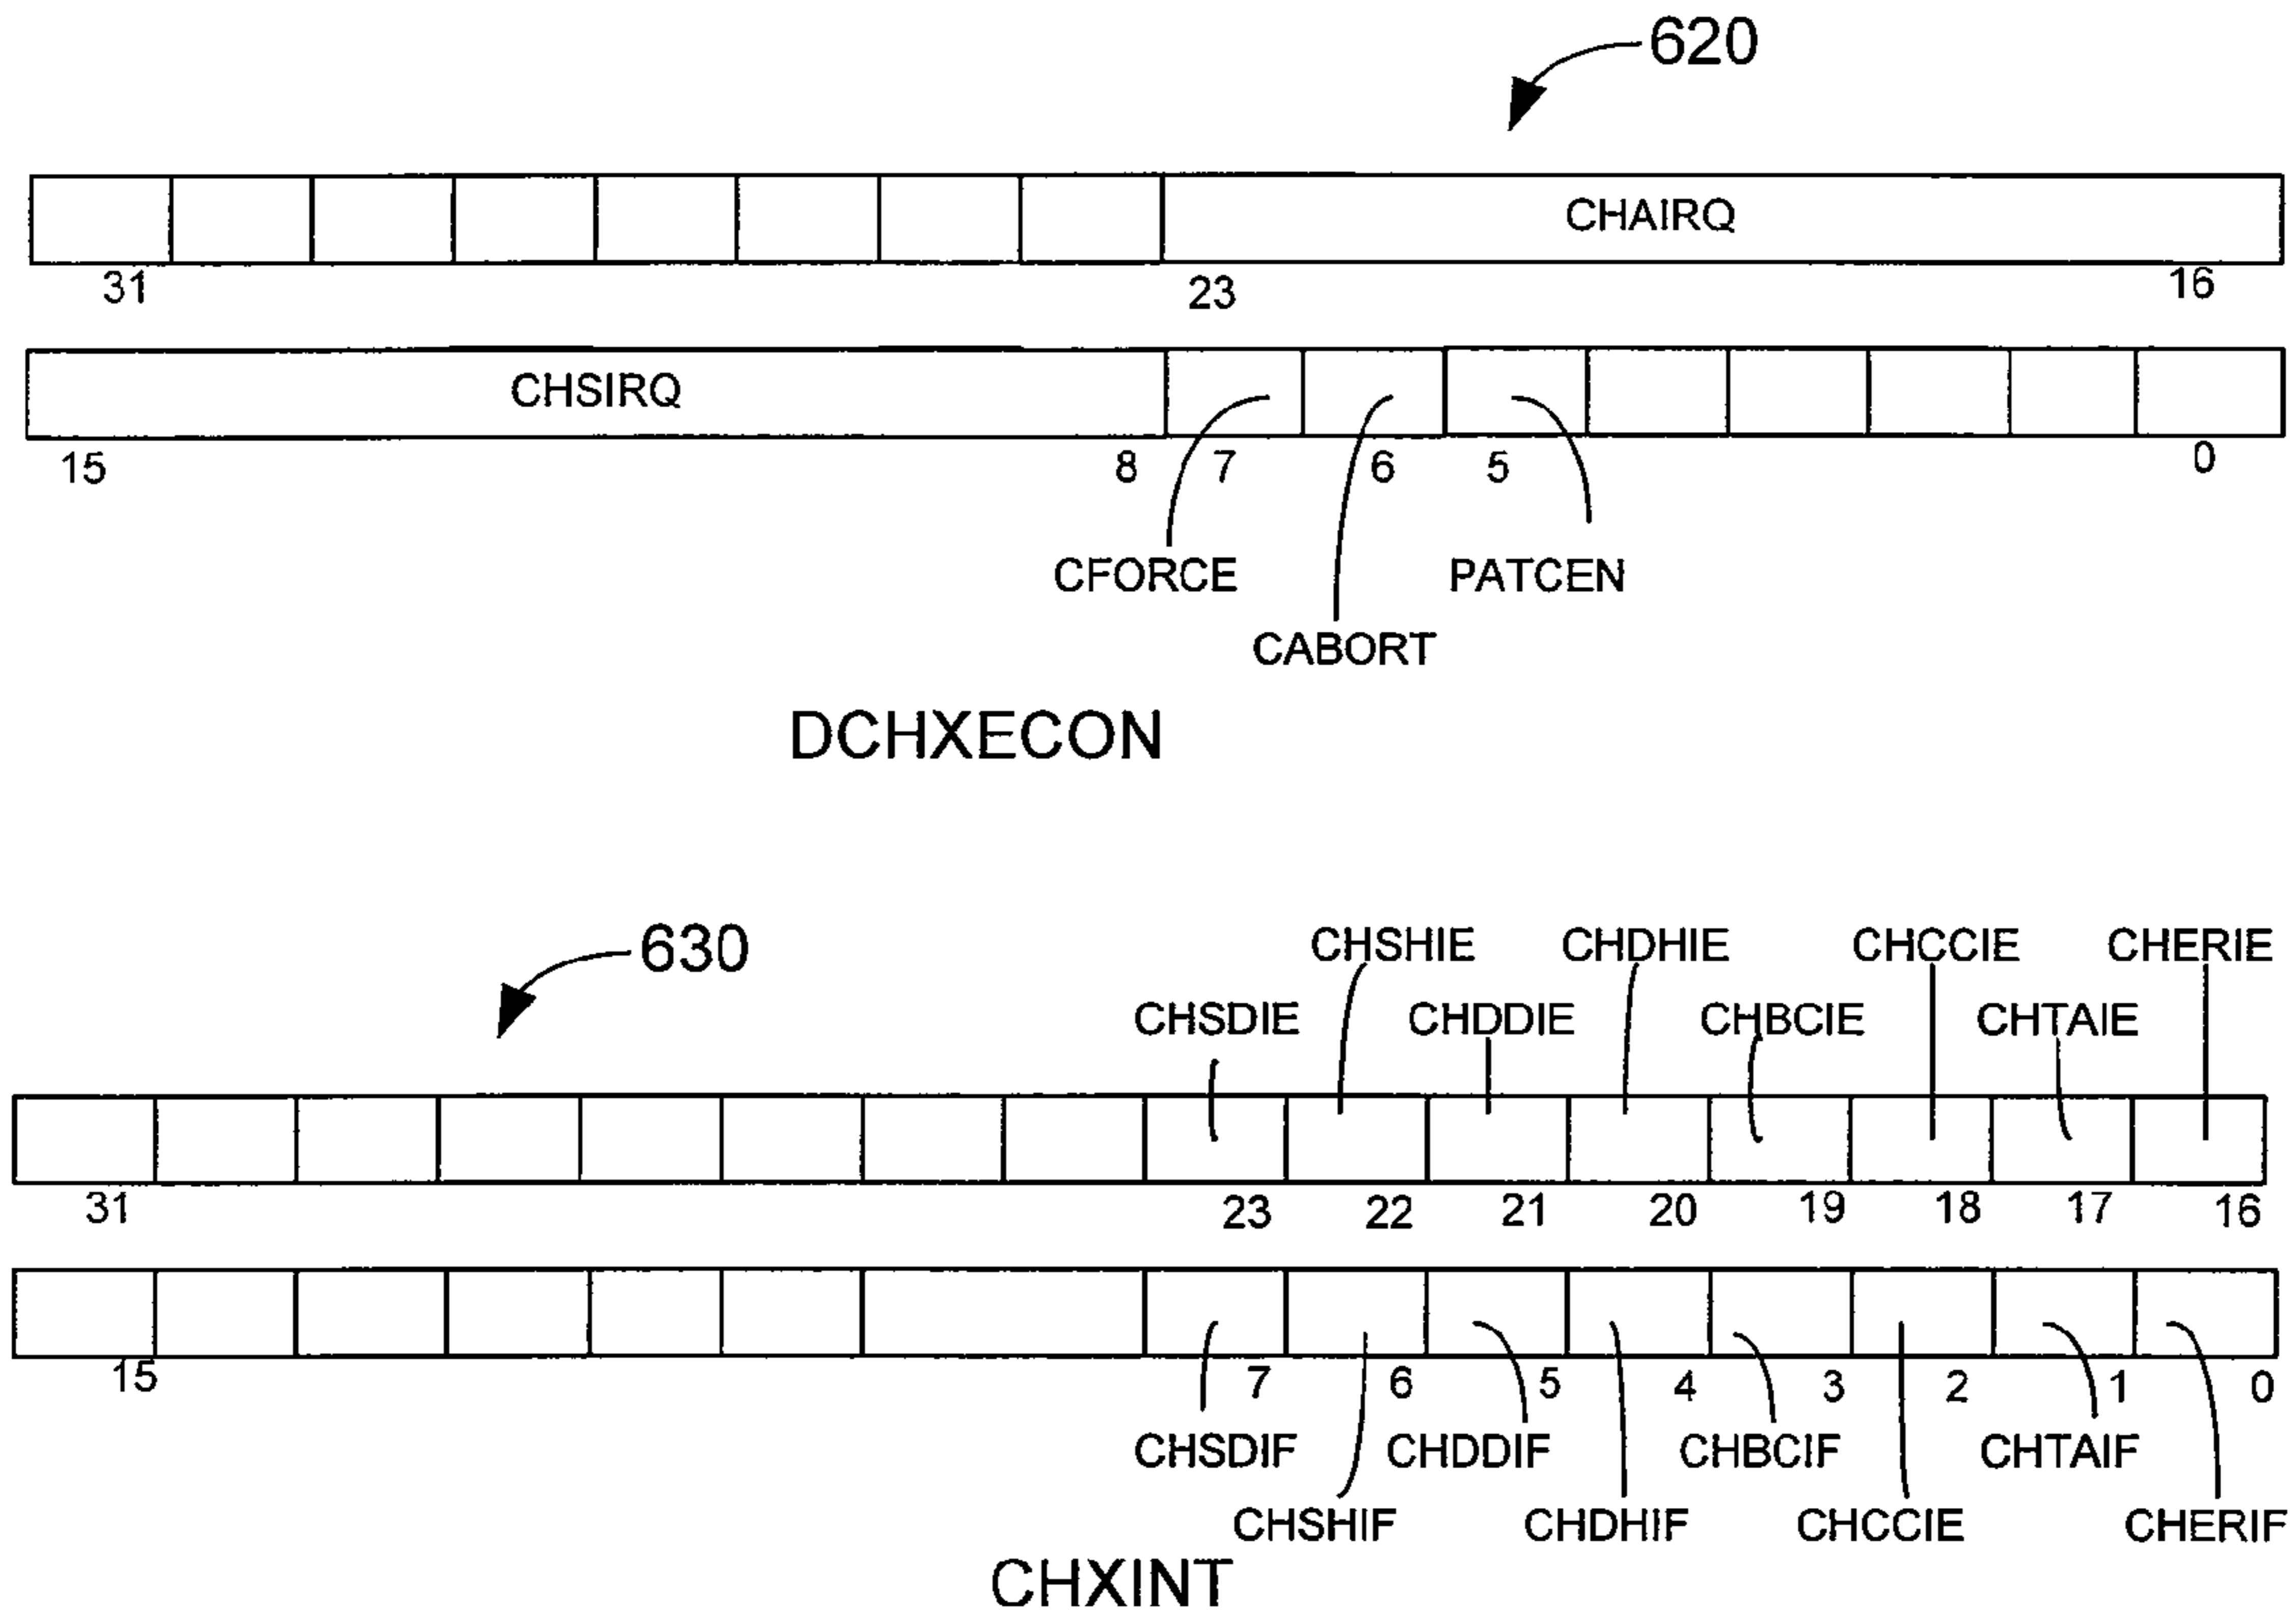 620
CHAIRQ
31 23 16
CHSIRQ
15 8 7 6 5 0
CFORCE PATCEN
CABORT
DCHXECON
630
CHSHIE CHDHIE CHCCIE CHERIE
CHSDIE CHDDIE CHBCIE CHTAIE
31 23 22 21 20 19 18 17 16
15 7 6 5 4 3 2 1 0
CHSDIF CHDDIF CHBCIF CHTAIF
CHSHIF CHDHIF CHCCIE CHERIF
CHXINT